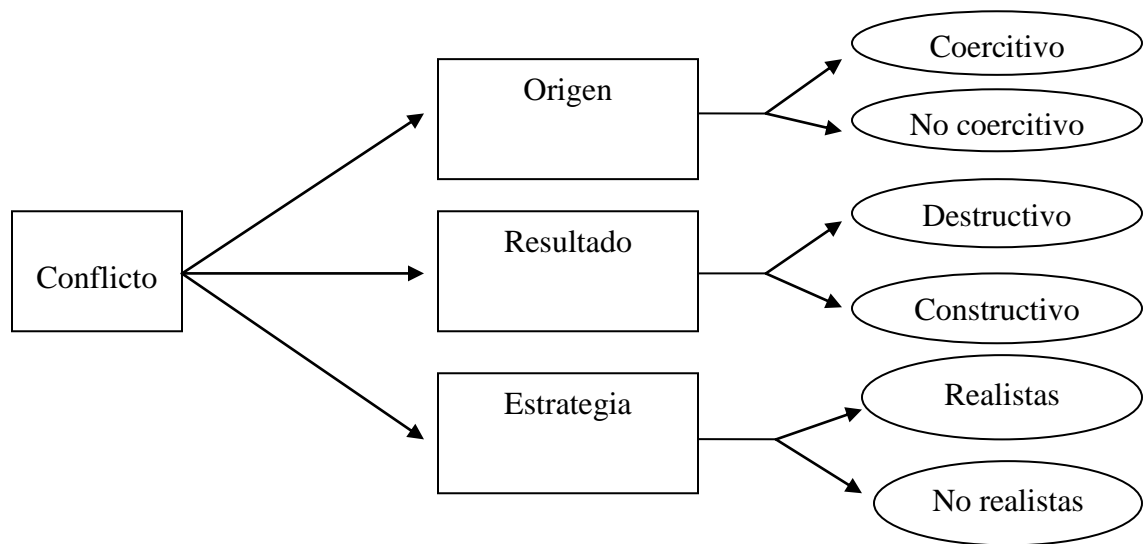 Conflicto
Origen
Coercitivo
No coercitivo
Resultado
Destructivo
Constructivo
Estrategia
Realistas
No realistas